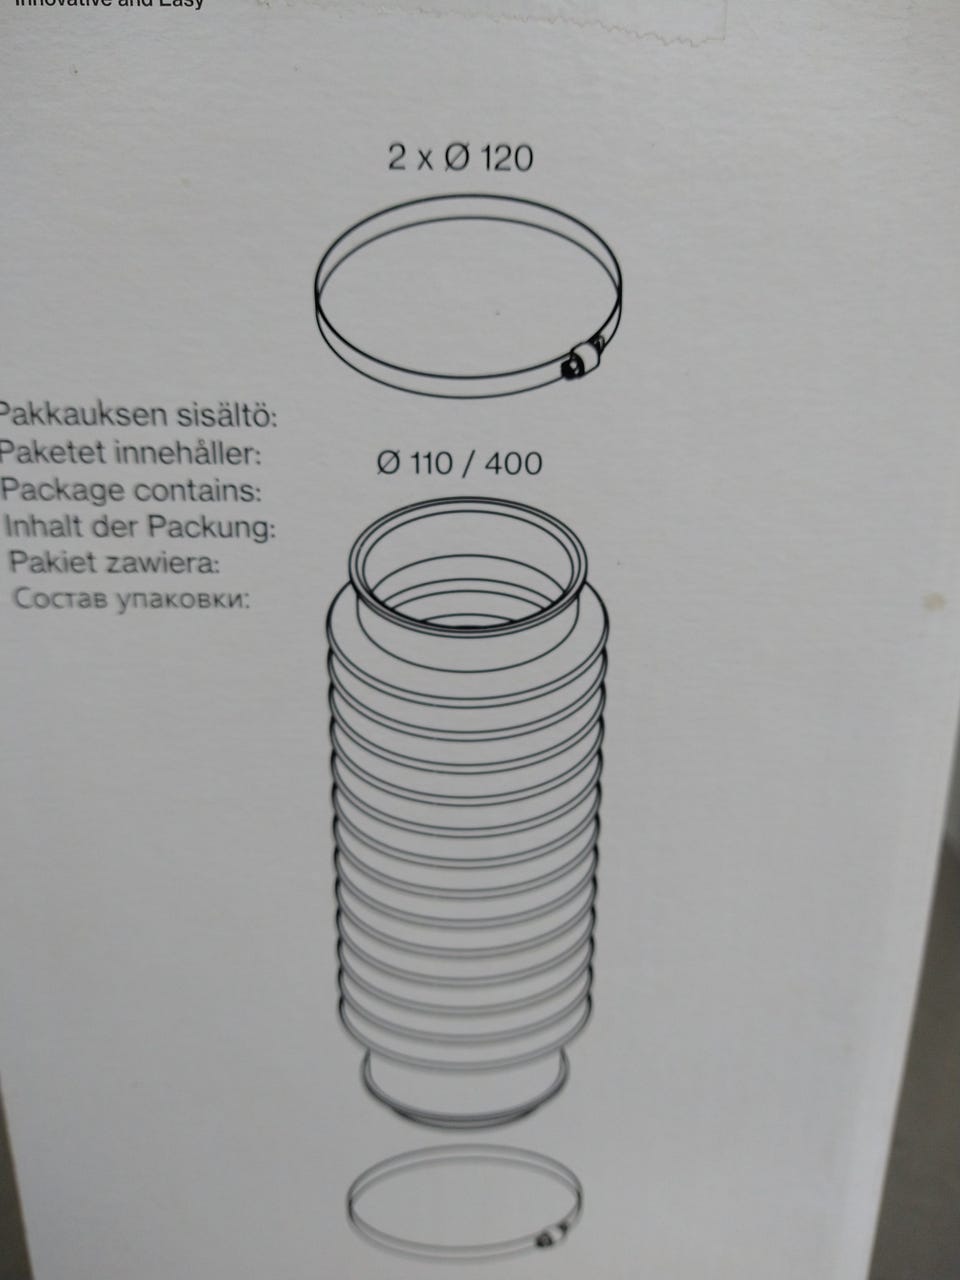 Innovative and Easy
2 x Ø 120
Pakkauksen sisältö:
Paketet innehåller:
Package contains:
Inhalt der Packung:
Pakiet zawiera:
Состав упаковки:
Ø 110 / 400